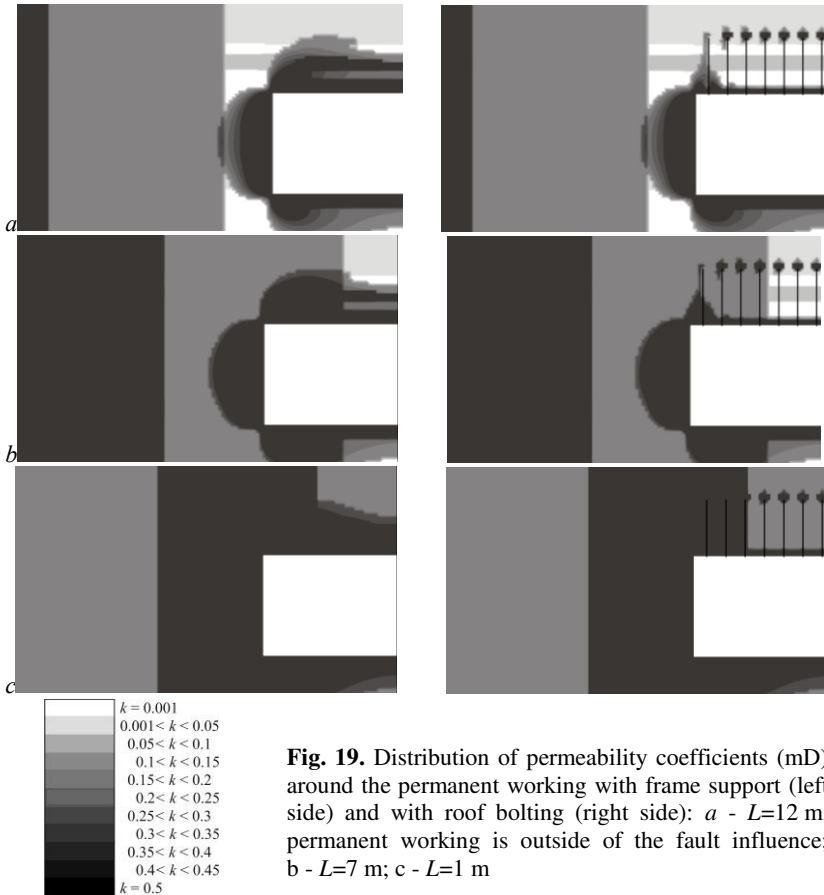 a
b
c
k = 0.001
0.001< k < 0.05
0.05< k < 0.1
0.1< k < 0.15
0.15< k < 0.2
0.2< k < 0.25
0.25< k < 0.3
0.3< k < 0.35
0.35< k < 0.4
0.4< k < 0.45
k = 0.5
Fig. 19. Distribution of permeability coefficients (mD)
around the permanent working with frame support (left
side) and with roof bolting (right side): a - L=12 m
permanent working is outside of the fault influence;
b - L=7 m; c - L=1 m